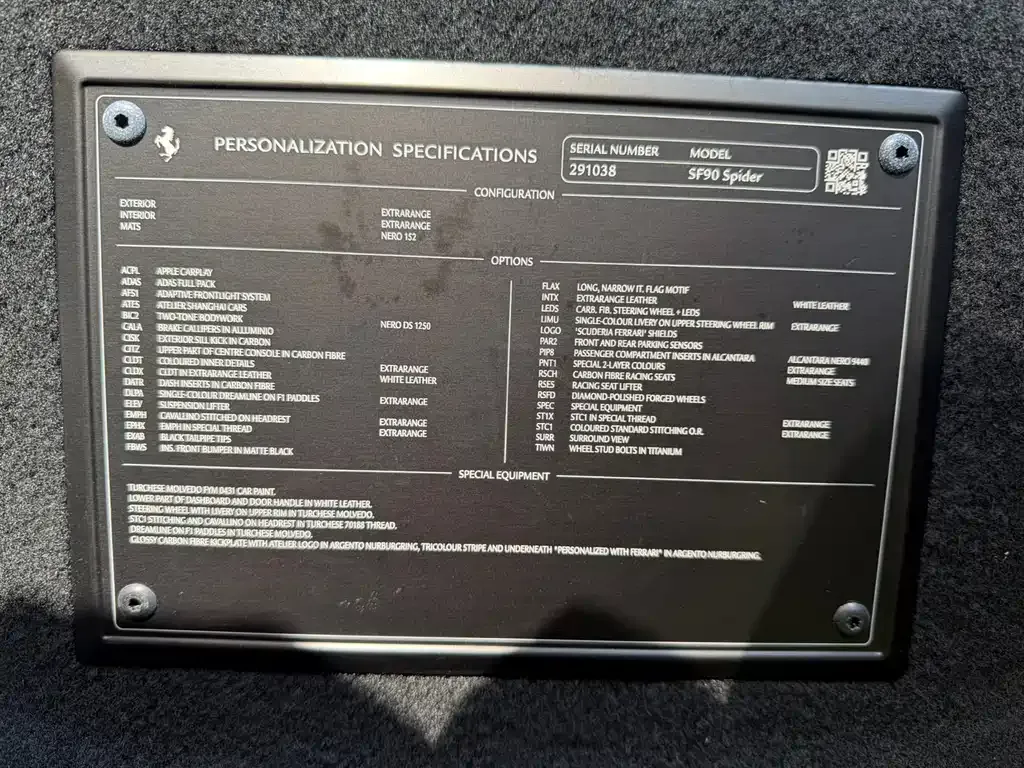 PERSONALIZATION SPECIFICATIONS
SERIAL NUMBER MODEL
291038 SF90 Spider
CONFIGURATION
EXTERIOR EXTRARANGE
INTERIOR EXTRARANGE
MATS NERO 152
OPTIONS
ACPL APPLE CARPLAY
ADAS ADAS FULL PACK
AFS1 ADAPTIVE FRONTLIGHT SYSTEM
ATES ATELIER SHANGHAI CARS
BIC2 TWO-TONE BODYWORK NERO DS 1250
CALA BRAKE CALLIPERS IN ALLUMINIO
CISK EXTERIOR SILL KICK IN CARBON
CITZ UPPER PART OF CENTRE CONSOLE IN CARBON FIBRE
CLDT COLOURED INNER DETAILS EXTRARANGE
CLDX CLDT IN EXTRARANGE LEATHER WHITE LEATHER
DATR DASH INSERTS IN CARBON FIBRE
DLPA SINGLE-COLOUR DREAMLINE ON F1 PADDLES EXTRARANGE
ELEV SUSPENSION LIFTER
EMPH CAVALLINO STITCHED ON HEADREST EXTRARANGE
EPHX EMPH IN SPECIAL THREAD EXTRARANGE
EXAB BLACK TAILPIPE TIPS
FBWS INS. FRONT BUMPER IN MATTE BLACK
FLAX LONG, NARROW IT. FLAG MOTIF
INTX EXTRARANGE LEATHER WHITE LEATHER
LEDS CARB. FIB. STEERING WHEEL + LEDS
LIMU SINGLE-COLOUR LIVERY ON UPPER STEERING WHEEL RIM EXTRARANGE
LOGO 'SCUDERIA FERRARI' SHIELDS
PAR2 FRONT AND REAR PARKING SENSORS
PIP8 PASSENGER COMPARTMENT INSERTS IN ALCANTARA ALCANTARA NERO 9440
PNT1 SPECIAL 2-LAYER COLOURS EXTRARANGE
RSCH CARBON FIBRE RACING SEATS MEDIUM SIZE SEATS
RSES RACING SEAT LIFTER
RSFD DIAMOND-POLISHED FORGED WHEELS
SPEC SPECIAL EQUIPMENT
ST1X STC1 IN SPECIAL THREAD EXTRARANGE
STC1 COLOURED STANDARD STITCHING O.R. EXTRARANGE
SURR SURROUND VIEW
TIWN WHEEL STUD BOLTS IN TITANIUM
SPECIAL EQUIPMENT
TURCHESE MOLVEDO FYM 0431 CAR PAINT.
LOWER PART OF DASHBOARD AND DOOR HANDLE IN WHITE LEATHER.
STEERING WHEEL WITH LIVERY ON UPPER RIM IN TURCHESE MOLVEDO.
STC1 STITCHING AND CAVALLINO ON HEADREST IN TURCHESE 70188 THREAD.
DREAMLINE ON F1 PADDLES IN TURCHESE MOLVEDO.
GLOSSY CARBON FIBRE KICKPLATE WITH ATELIER LOGO IN ARGENTO NURBURGRING, TRICOLOUR STRIPE AND UNDERNEATH "PERSONALIZED WITH FERRARI" IN ARGENTO NURBURGRING.